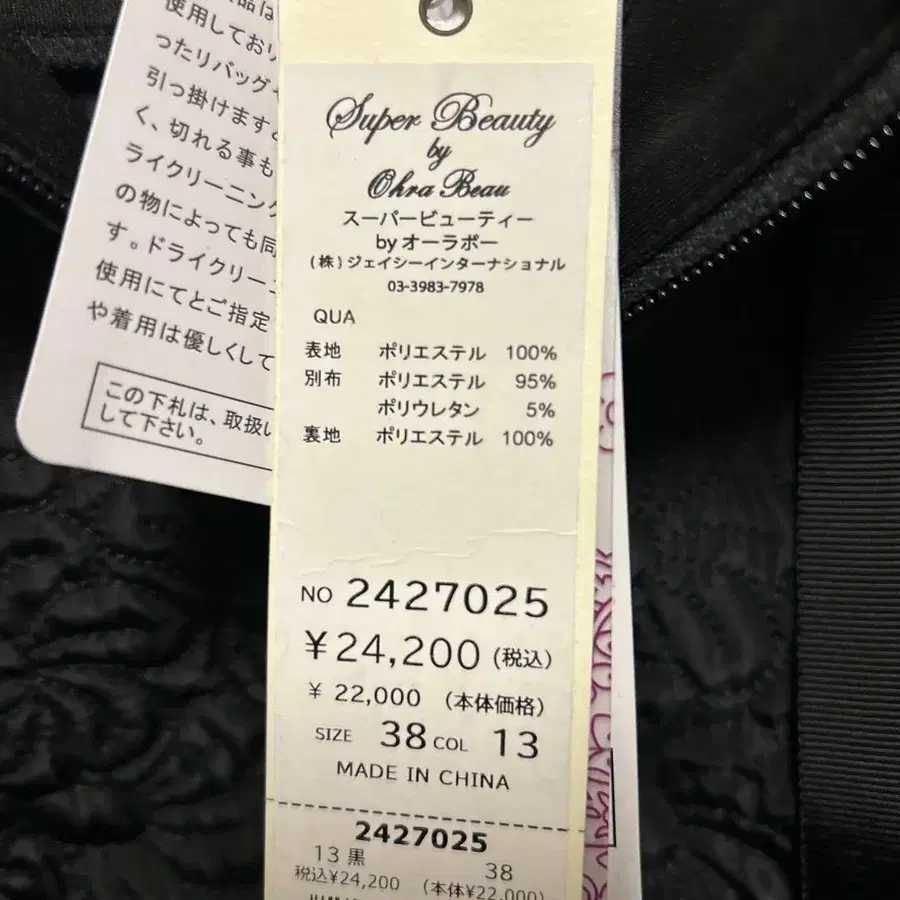 使用しており
ったりバッグ
引っ掛けますと
く、切れる事も
ライクリーニング
の物によっても同
す。ドライクリーニ
使用にてとご指定
や着用は優しくして
この下札は、取扱い
して下さい。
Super Beauty
by
Ohra Beau
スーパービューティー
by オーラボー
(株)ジェイシーインターナショナル
03-3983-7978
QUA
表地 ポリエステル 100%
別布 ポリエステル 95%
ポリウレタン 5%
裏地 ポリエステル 100%
NO 2427025
¥24,200 (税込)
¥ 22,000 (本体価格)
SIZE 38 COL 13
MADE IN CHINA
2427025
13 黒 38
税込¥24,200 (本体¥22,000)